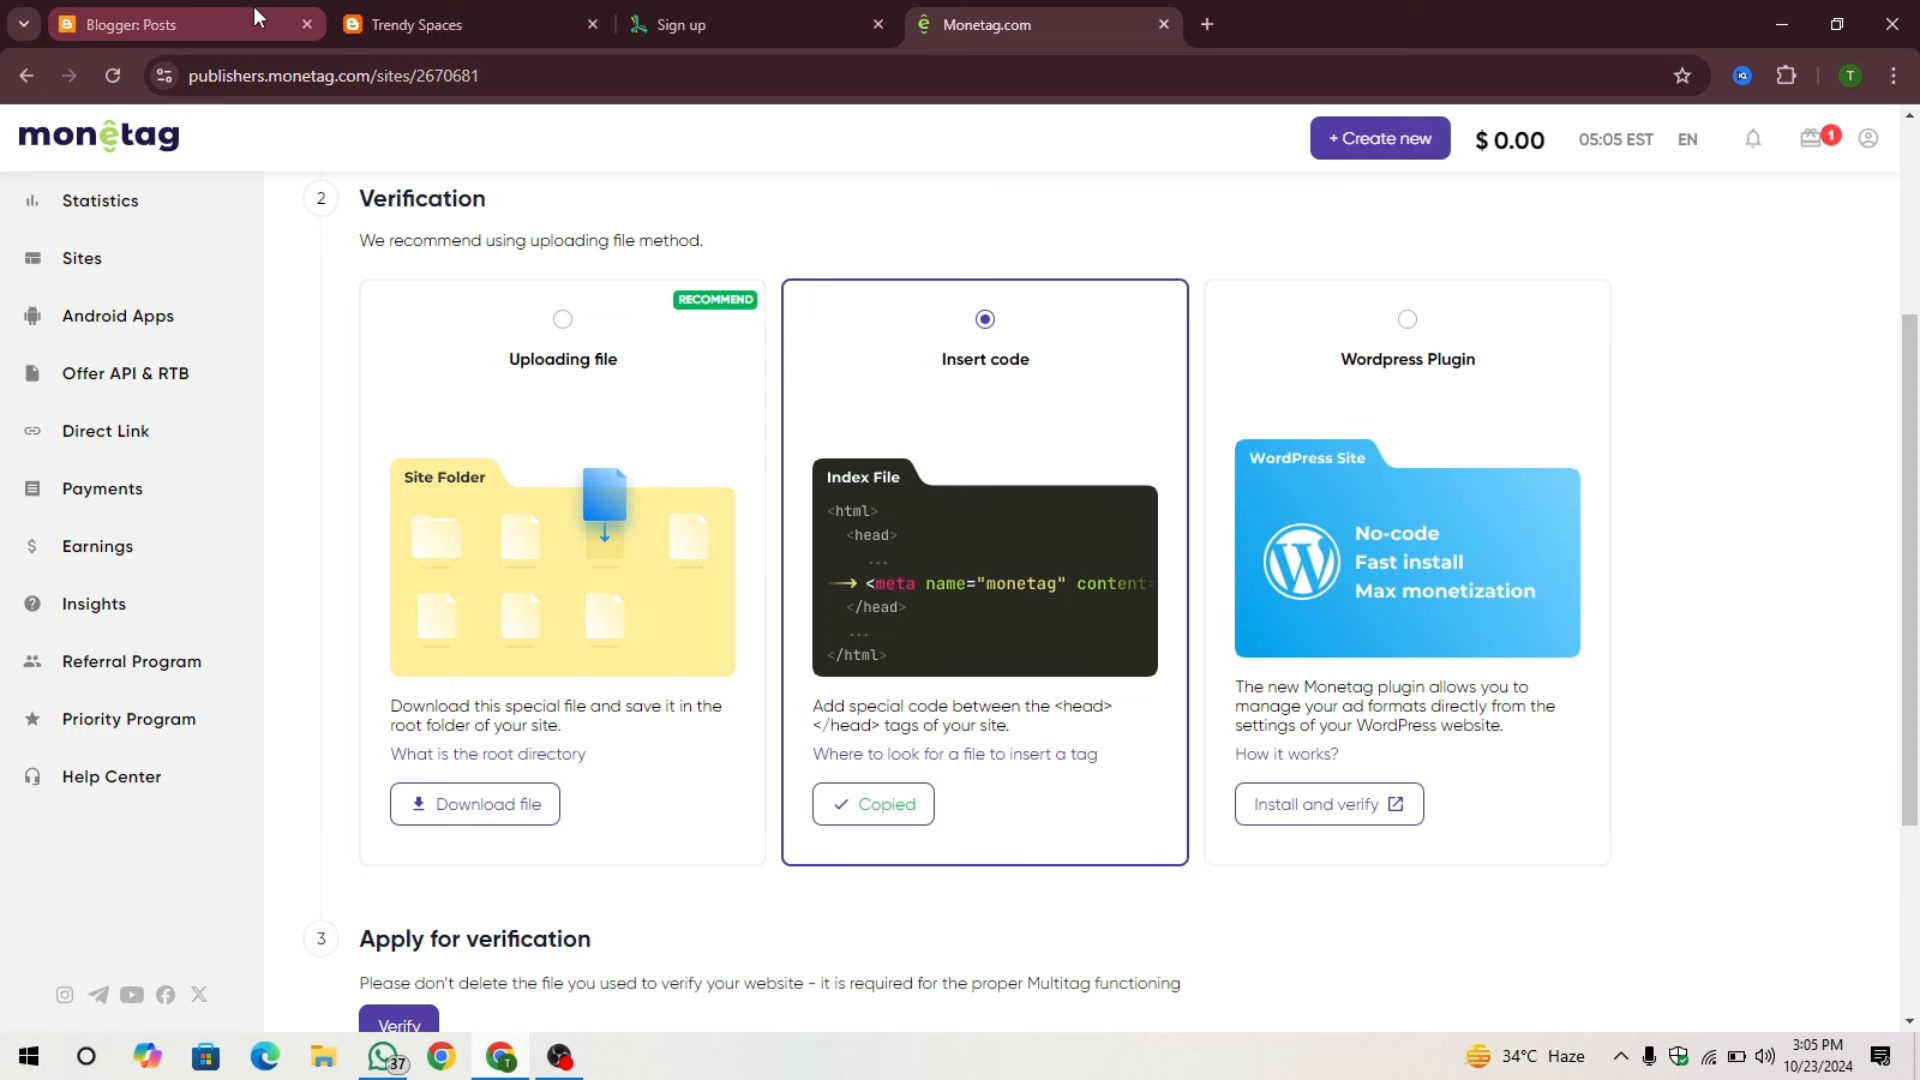 Blogger: Posts
Trendy Spaces
Sign up
Monetag.com
publishers.monetag.com/sites/2670681
T
monêtag
+ Create new
$ 0.00
05:05 EST
EN
1
Statistics
Sites
Android Apps
Offer API & RTB
Direct Link
Payments
Earnings
Insights
Referral Program
Priority Program
Help Center
2
Verification
We recommend using uploading file method.
RECOMMEND
Uploading file
Site Folder
Download this special file and save it in the
root folder of your site.
What is the root directory
Download file
Insert code
Index File
<html>
<head>
...
<meta name="monetag" content=
</head>
...
</html>
Add special code between the <head>
</head> tags of your site.
Where to look for a file to insert a tag
Copied
Wordpress Plugin
WordPress Site
No-code
Fast install
Max monetization
The new Monetag plugin allows you to
manage your ad formats directly from the
settings of your WordPress website.
How it works?
Install and verify
3
Apply for verification
Please don't delete the file you used to verify your website - it is required for the proper Multitag functioning
Verify
37
T
34°C Haze
3:05 PM
10/23/2024